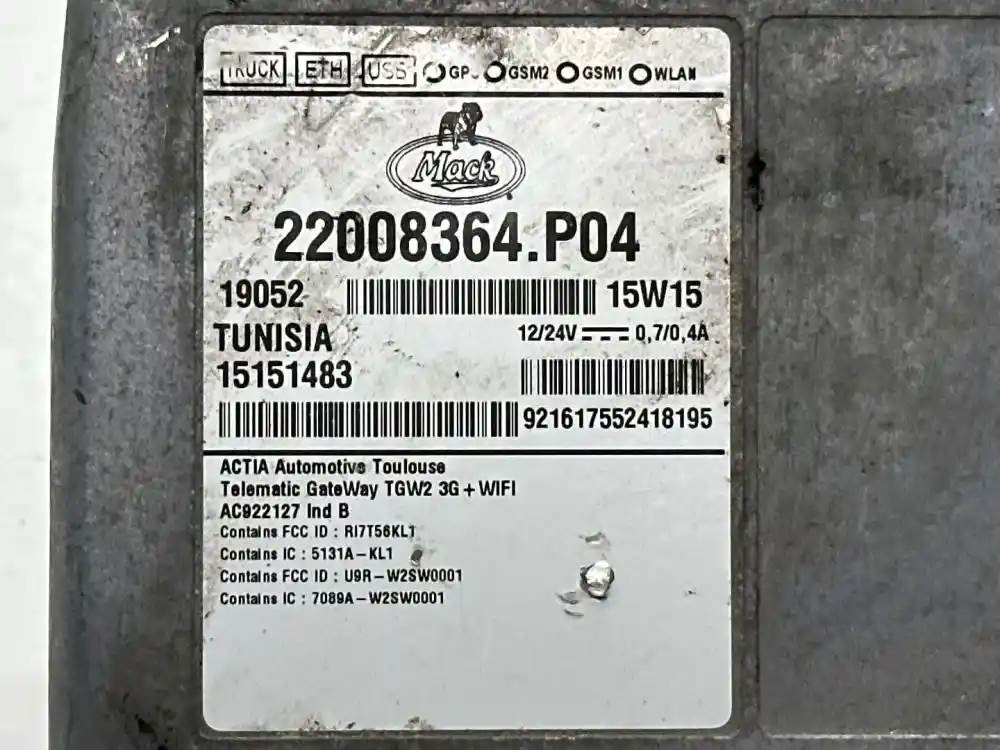 TRUCK ETH USS GPS GSM2 GSM1 WLAN
Mack
22008364.P04
19052 15W15
TUNISIA 12/24V 0,7/0,4A
15151483
921617552418195
ACTIA Automotive Toulouse
Telematic GateWay TGW2 3G+WIFI
AC922127 Ind B
Contains FCC ID : RI7T56KL1
Contains IC : 5131A-KL1
Contains FCC ID : U9R-W2SW0001
Contains IC : 7089A-W2SW0001